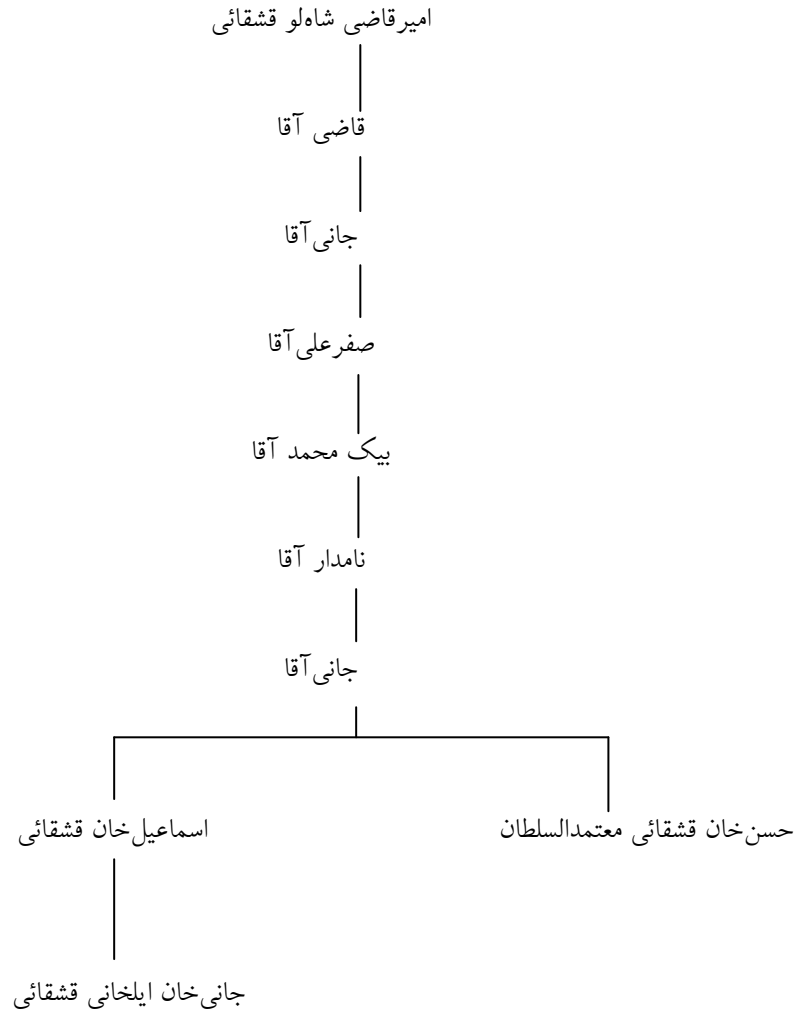 امیرقاضی شاه‌لو قشقائی
قاضی آقا
جانی‌آقا
صفرعلی‌آقا
بیک محمد آقا
نامدار آقا
جانی‌آقا
حسن‌خان قشقائی معتمدالسلطان
اسماعیل‌خان قشقائی
جانی‌خان ایلخانی قشقائی